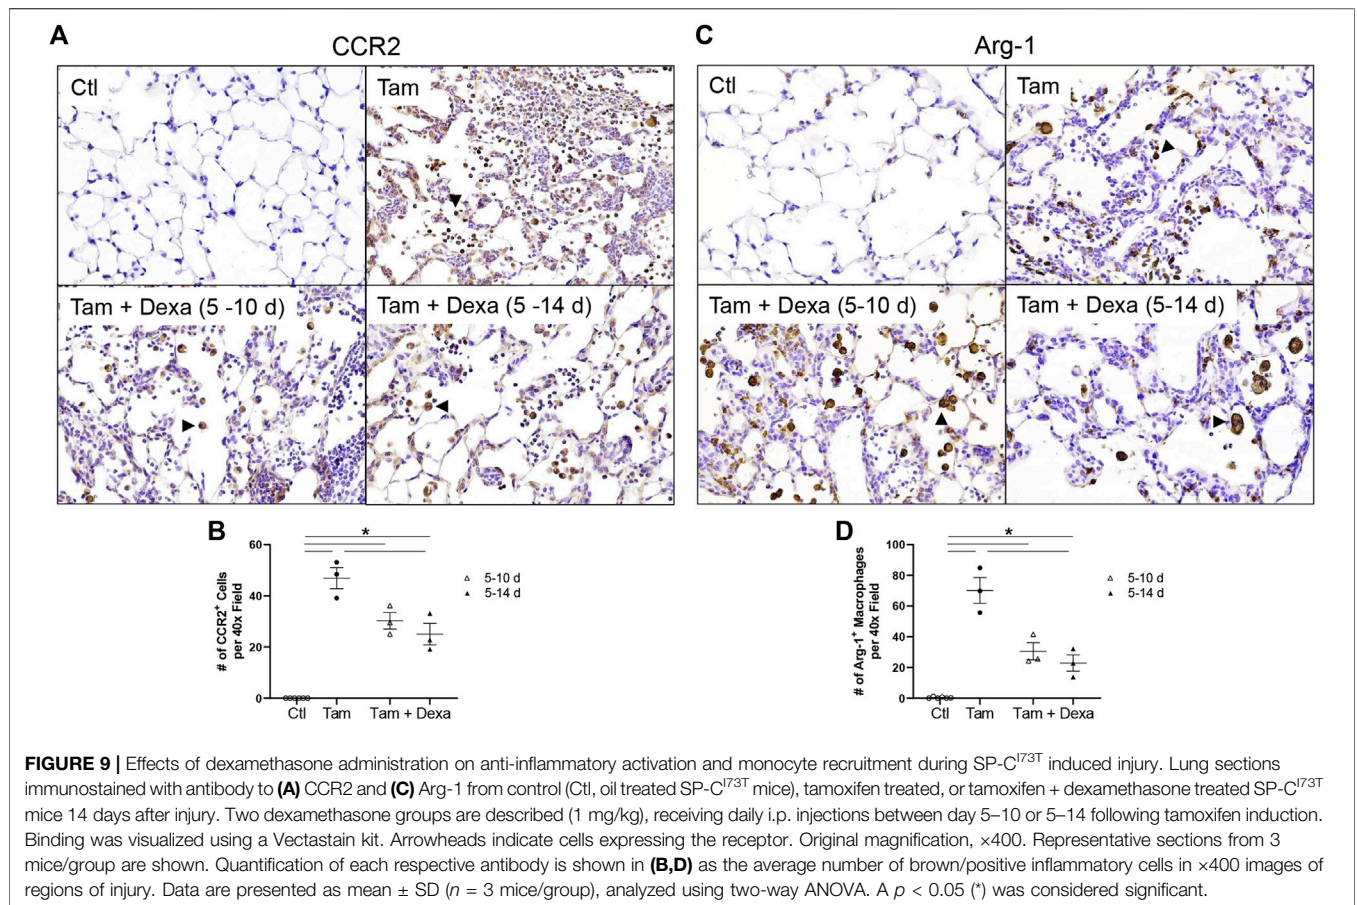 A
CCR2
Ctl
Tam
Tam + Dexa (5 -10 d)
Tam + Dexa (5 -14 d)
C
Arg-1
Ctl
Tam
Tam + Dexa (5-10 d)
Tam + Dexa (5-14 d)
B
# of CCR2⁺ Cells
per 40x Field
60
40
20
0
*
Ctl
Tam
Tam + Dexa
5-10 d
5-14 d
D
# of Arg-1⁺ Macrophages
per 40x Field
100
80
60
40
20
0
*
Ctl
Tam
Tam + Dexa
5-10 d
5-14 d
FIGURE 9 | Effects of dexamethasone administration on anti-inflammatory activation and monocyte recruitment during SP-C^I73T induced injury. Lung sections
immunostained with antibody to (A) CCR2 and (C) Arg-1 from control (Ctl, oil treated SP-C^I73T mice), tamoxifen treated, or tamoxifen + dexamethasone treated SP-C^I73T
mice 14 days after injury. Two dexamethasone groups are described (1 mg/kg), receiving daily i.p. injections between day 5–10 or 5–14 following tamoxifen induction.
Binding was visualized using a Vectastain kit. Arrowheads indicate cells expressing the receptor. Original magnification, ×400. Representative sections from 3
mice/group are shown. Quantification of each respective antibody is shown in (B,D) as the average number of brown/positive inflammatory cells in ×400 images of
regions of injury. Data are presented as mean ± SD (n = 3 mice/group), analyzed using two-way ANOVA. A p < 0.05 (*) was considered significant.